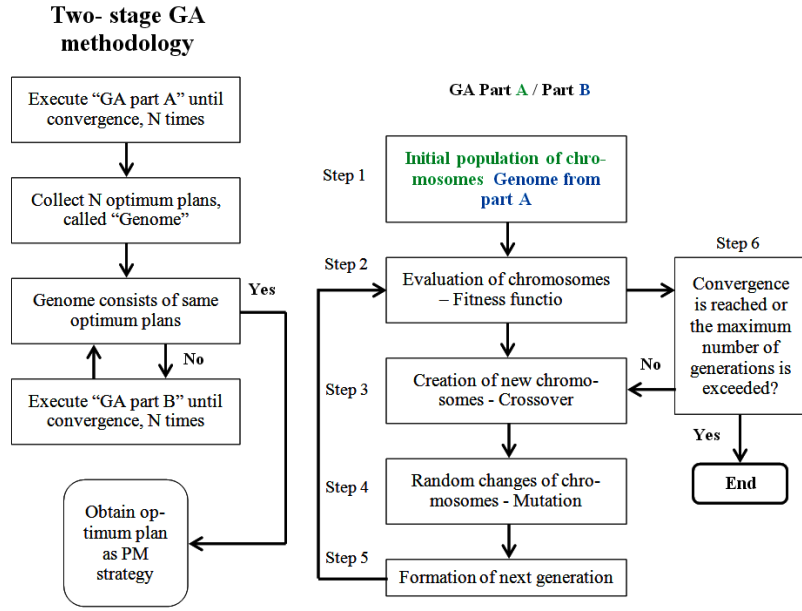 Two- stage GA
methodology
Execute “GA part A” until
convergence, N times
Collect N optimum plans,
called “Genome”
Genome consists of same
optimum plans
Yes
No
Execute “GA part B” until
convergence, N times
Obtain op-
timum plan
as PM
strategy
GA Part A / Part B
Step 1
Initial population of chro-
mosomes Genome from
part A
Step 2
Evaluation of chromosomes
– Fitness functio
Step 6
Convergence
is reached or
the maximum
number of
generations is
exceeded?
No
Yes
End
Step 3
Creation of new chromo-
somes - Crossover
Step 4
Random changes of chro-
mosomes - Mutation
Step 5
Formation of next generation